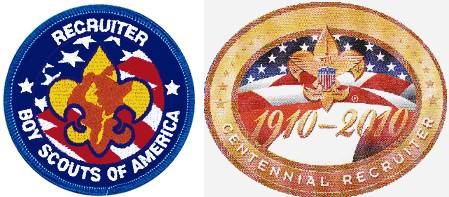 RECRUITER
BOY SCOUTS OF AMERICA
1910-2010
®
CENTENNIAL RECRUITER